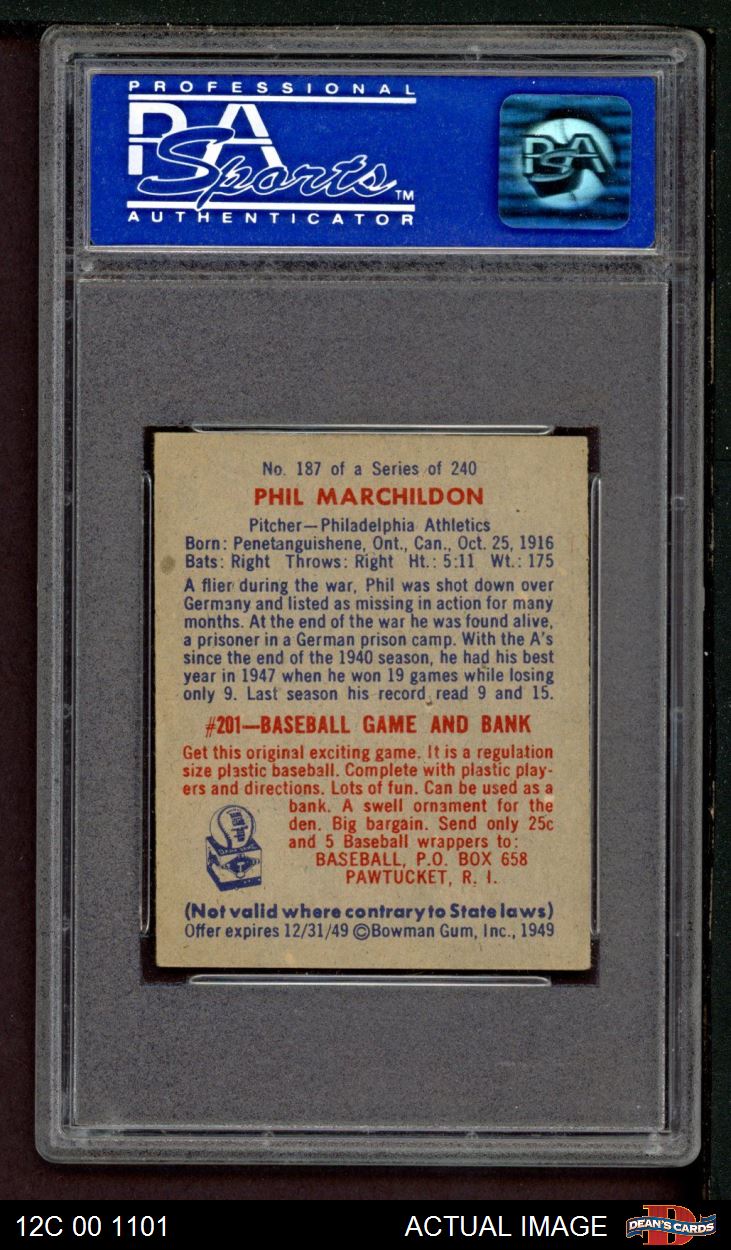 PROFESSIONAL
PSA
Sports™
AUTHENTICATOR
PSA
No. 187 of a Series of 240
PHIL MARCHILDON
Pitcher—Philadelphia Athletics
Born: Penetanguishene, Ont., Can., Oct. 25, 1916
Bats: Right Throws: Right Ht.: 5:11 Wt.: 175
A flier during the war, Phil was shot down over
Germany and listed as missing in action for many
months. At the end of the war he was found alive,
a prisoner in a German prison camp. With the A's
since the end of the 1940 season, he had his best
year in 1947 when he won 19 games while losing
only 9. Last season his record read 9 and 15.
#201—BASEBALL GAME AND BANK
Get this original exciting game. It is a regulation
size plastic baseball. Complete with plastic play-
ers and directions. Lots of fun. Can be used as a
bank. A swell ornament for the
den. Big bargain. Send only 25c
and 5 Baseball wrappers to:
BASEBALL, P.O. BOX 658
PAWTUCKET, R. I.
(Not valid where contrary to State laws)
Offer expires 12/31/49 ©Bowman Gum, Inc., 1949
12C 00 1101 ACTUAL IMAGE DEAN'S CARDS